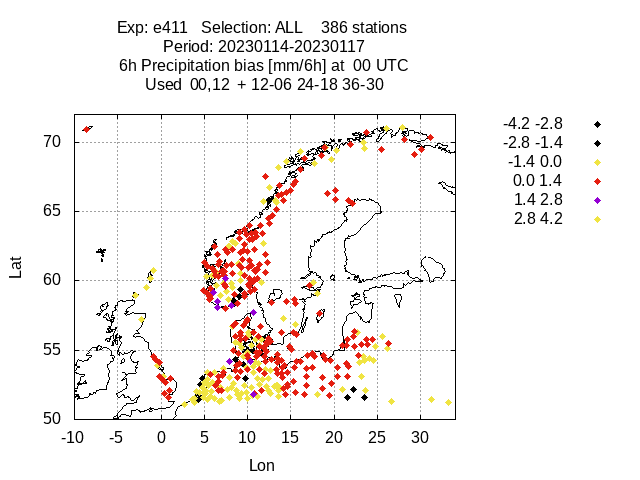 Exp: e411   Selection: ALL    386 stations
Period: 20230114-20230117
6h Precipitation bias [mm/6h] at  00 UTC
Used  00,12  + 12-06 24-18 36-30
-4.2 -2.8
-2.8 -1.4
-1.4 0.0
0.0 1.4
1.4 2.8
2.8 4.2
70
65
60
55
50
Lat
-10 -5 0 5 10 15 20 25 30
Lon